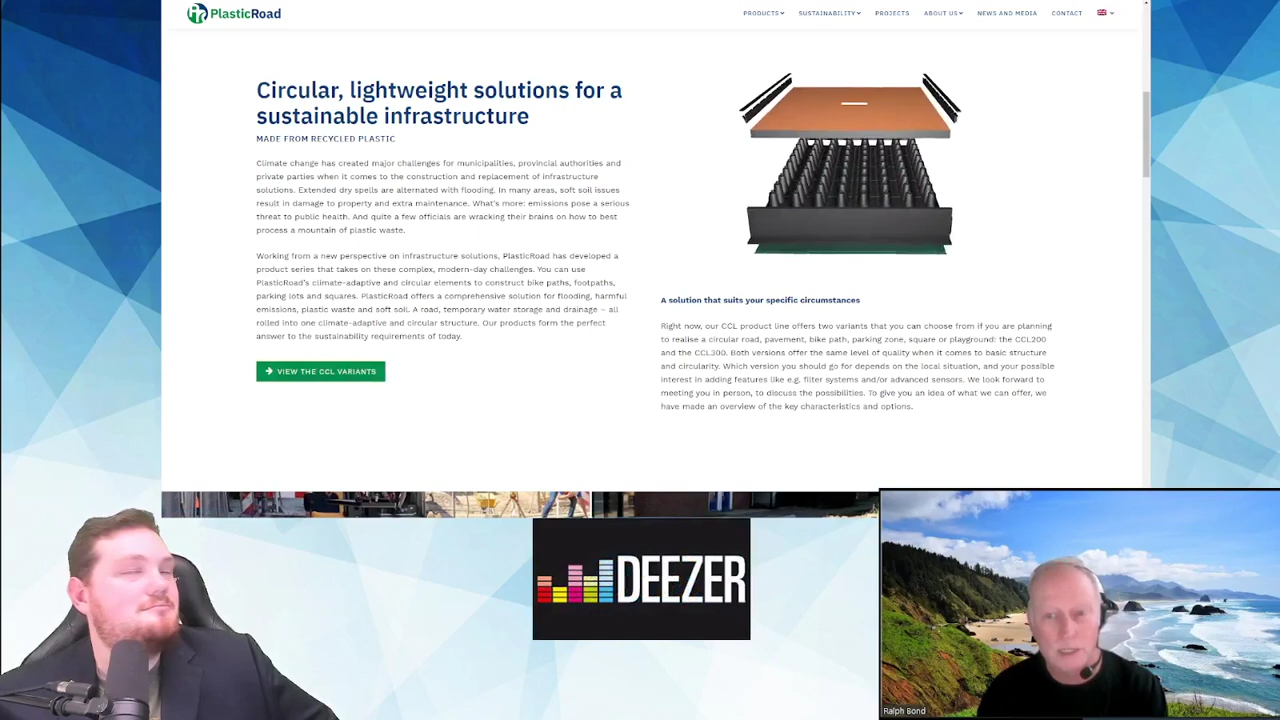 PlasticRoad
PRODUCTS
SUSTAINABILITY
PROJECTS
ABOUT US
NEWS AND MEDIA
CONTACT
Circular, lightweight solutions for a
sustainable infrastructure
MADE FROM RECYCLED PLASTIC
Climate change has created major challenges for municipalities, provincial authorities and
private parties when it comes to the construction and replacement of infrastructure
solutions. Extended dry spells are alternated with flooding. In many areas, soft soil issues
result in damage to property and extra maintenance. What's more: emissions pose a serious
threat to public health. And quite a few officials are wracking their brains on how to best
process a mountain of plastic waste.
Working from a new perspective on infrastructure solutions, PlasticRoad has developed a
product series that takes on these complex, modern-day challenges. You can use
PlasticRoad's climate-adaptive and circular elements to construct bike paths, footpaths,
parking lots and squares. PlasticRoad offers a comprehensive solution for flooding, harmful
emissions, plastic waste and soft soil. A road, temporary water storage and drainage – all
rolled into one climate-adaptive and circular structure. Our products form the perfect
answer to the sustainability requirements of today.
VIEW THE CCL VARIANTS
A solution that suits your specific circumstances
Right now, our CCL product line offers two variants that you can choose from if you are planning
to realise a circular road, pavement, bike path, parking zone, square or playground: the CCL200
and the CCL300. Both versions offer the same level of quality when it comes to basic structure
and circularity. Which version you should go for depends on the local situation, and your possible
interest in adding features like e.g. filter systems and/or advanced sensors. We look forward to
meeting you in person, to discuss the possibilities. To give you an idea of what we can offer, we
have made an overview of the key characteristics and options.
DEEZER
Ralph Bond